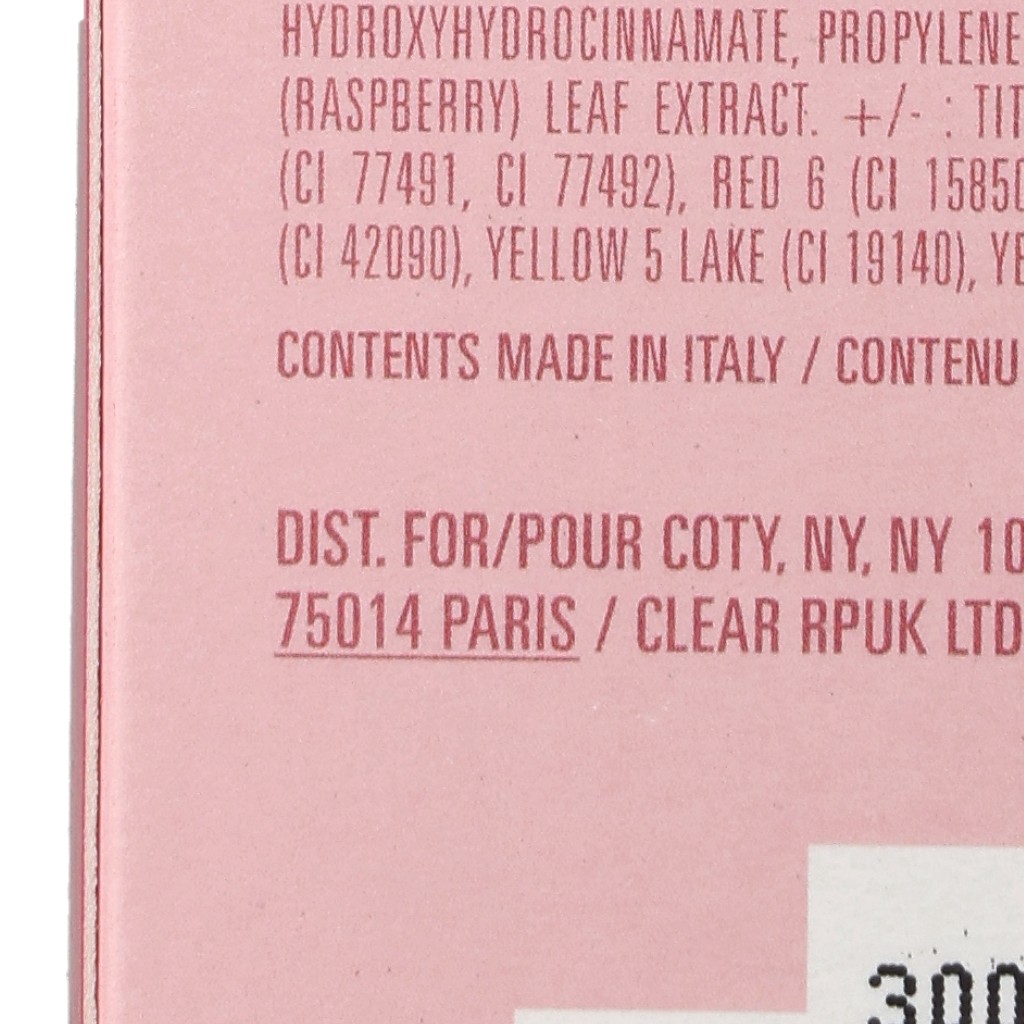 HYDROXYHYDROCINNAMATE, PROPYLENE
(RASPBERRY) LEAF EXTRACT. +/- : TIT
(CI 77491, CI 77492), RED 6 (CI 15850
(CI 42090), YELLOW 5 LAKE (CI 19140), YE
CONTENTS MADE IN ITALY / CONTENU
DIST. FOR/POUR COTY, NY, NY 10
75014 PARIS / CLEAR RPUK LTD
300